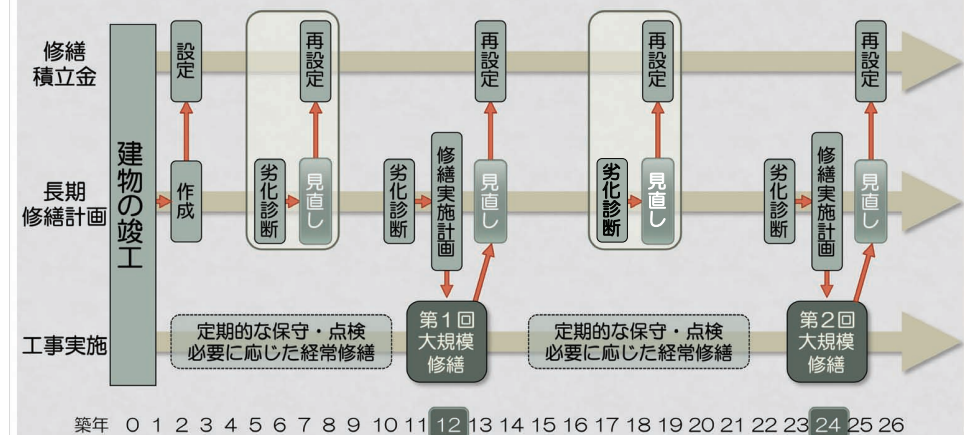 修繕
積立金
設定
再設定
再設定
再設定
再設定
建物の竣工
長期
修繕計画
作成
劣化診断
見直し
劣化診断
修繕実施計画
見直し
劣化診断
見直し
劣化診断
修繕実施計画
見直し
工事実施
定期的な保守・点検
必要に応じた経常修繕
第1回
大規模
修繕
定期的な保守・点検
必要に応じた経常修繕
第2回
大規模
修繕
築年 0 1 2 3 4 5 6 7 8 9 10 11 12 13 14 15 16 17 18 19 20 21 22 23 24 25 26